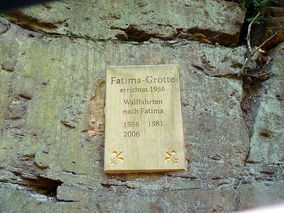 Fatima-Grotte
errichtet 1956
Wallfahrten
nach Fatima
1956 1981
2006